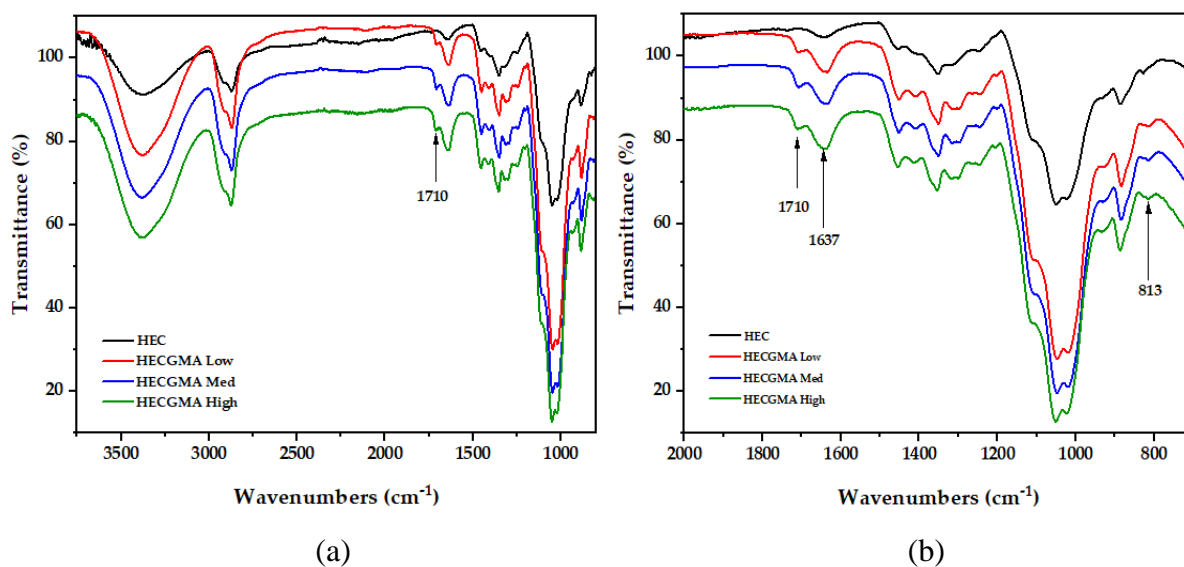 Transmittance (%)
100
80
60
40
20
1710
HEC
HECGMA Low
HECGMA Med
HECGMA High
3500 3000 2500 2000 1500 1000
Wavenumbers (cm⁻¹)
(a)
Transmittance (%)
100
80
60
40
20
1710
1637
813
HEC
HECGMA Low
HECGMA Med
HECGMA High
2000 1800 1600 1400 1200 1000 800
Wavenumbers (cm⁻¹)
(b)